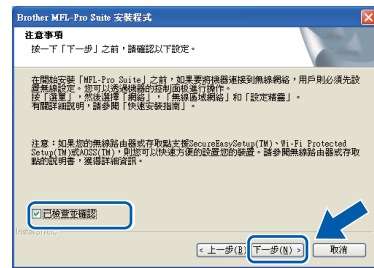 Brother MFL-Pro Suite 安裝程式
注意事項
按一下「下一步」之前，請確認以下設定。
在開始安裝「MFL-Pro Suite」之前，如果要將機器連接到無線網絡，用戶則必須先設
置無線設定。您可以透過機器的控制面板進行操作。
按「選單」，然後選擇「網絡」，「無線區域網絡」和「設定精靈」。
有關詳細説明，請參閱「快速安裝指南」。
注意：如果您的無線路由器或存取點支援SecureEasySetup(TM)、Wi-Fi Protected
Setup(TM)或AOSS(TM)，則您可以快速方便的設置您的裝置。請參閱無線路由器或存取
點的説明書，獲得詳細資訊。
已檢查並確認
InstallShield
< 上一步(B)
下一步(N) >
取消